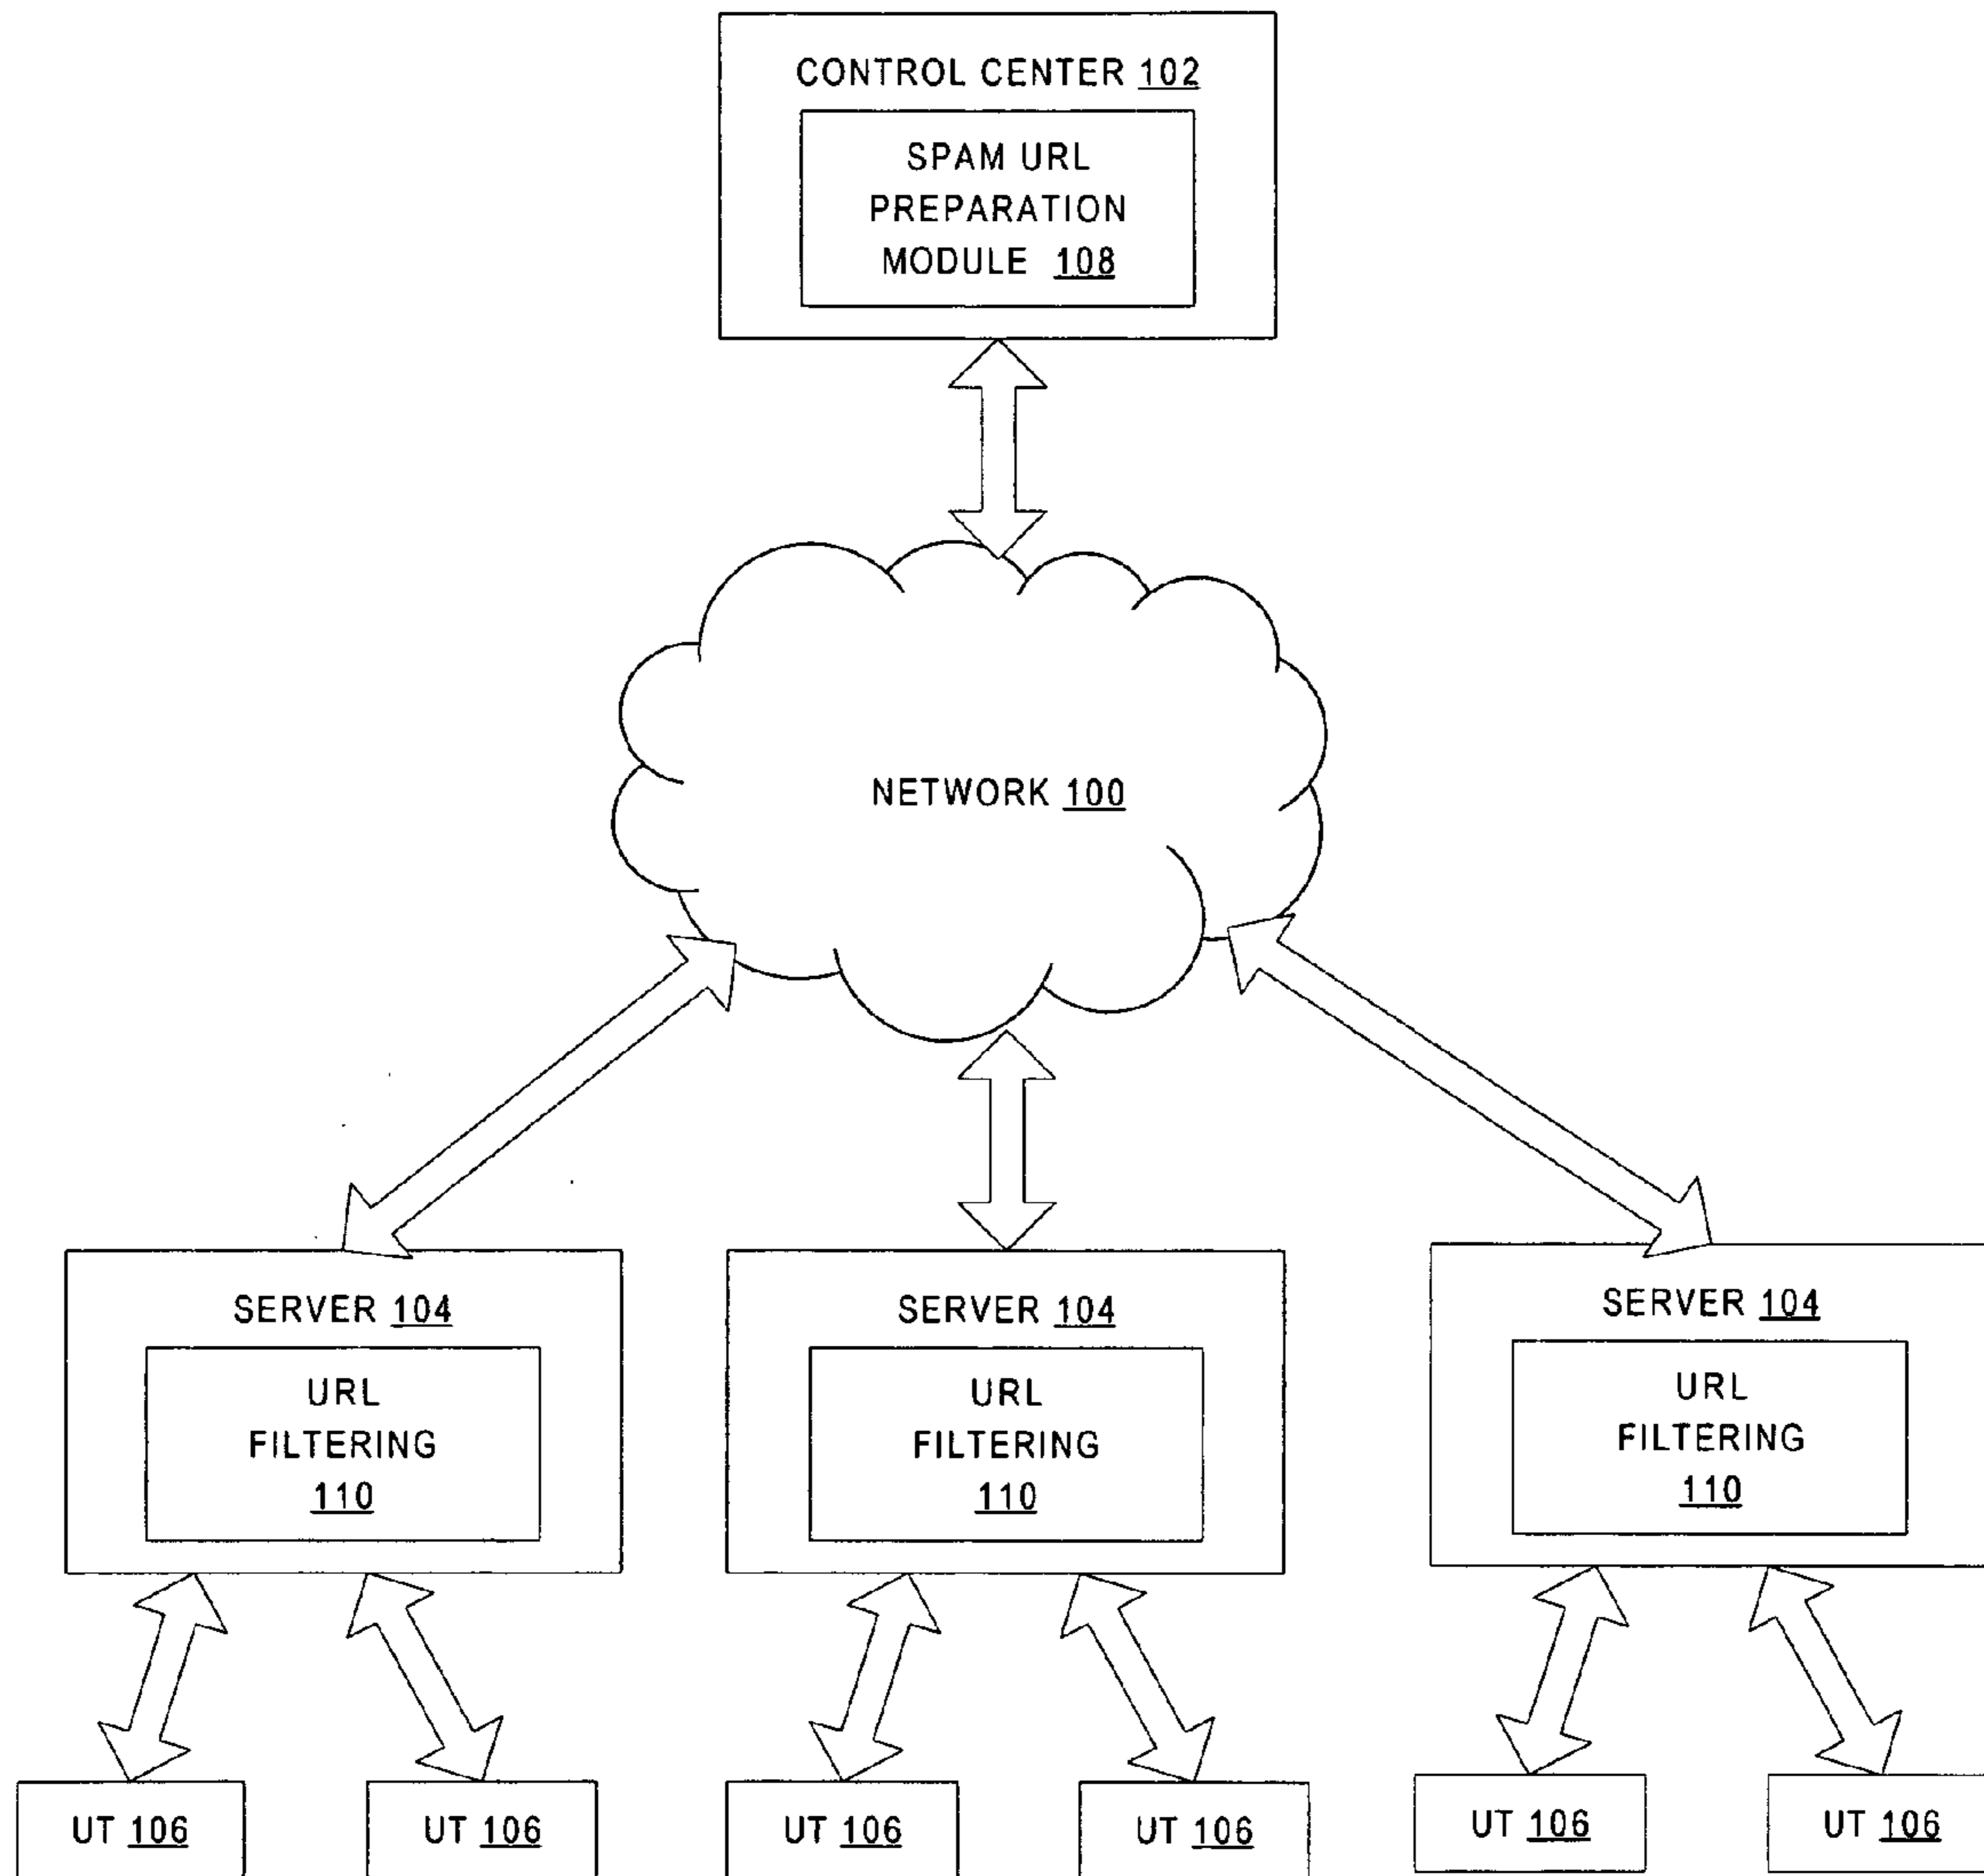 CONTROL CENTER 102
SPAM URL
PREPARATION
MODULE 108
NETWORK 100
SERVER 104
URL
FILTERING
110
SERVER 104
URL
FILTERING
110
SERVER 104
URL
FILTERING
110
UT 106
UT 106
UT 106
UT 106
UT 106
UT 106